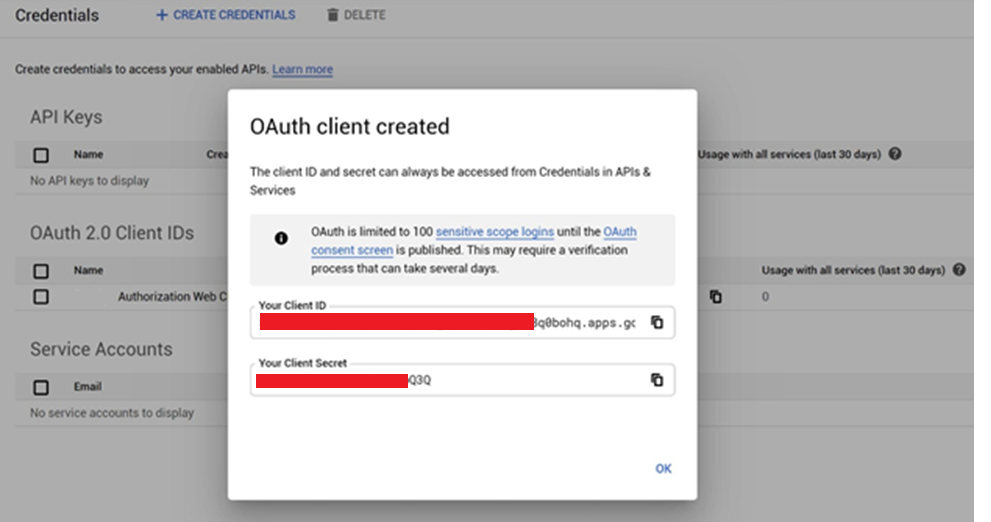 Credentials + CREATE CREDENTIALS DELETE
Create credentials to access your enabled APIs. Learn more
API Keys
Name Crea Usage with all services (last 30 days) ?
No API keys to display
OAuth 2.0 Client IDs
Name Usage with all services (last 30 days) ?
Authorization Web C 0
Service Accounts
Email
No service accounts to display
OAuth client created
The client ID and secret can always be accessed from Credentials in APIs &
Services
OAuth is limited to 100 sensitive scope logins until the OAuth
consent screen is published. This may require a verification
process that can take several days.
Your Client ID
3q0bohq.apps.gc
Your Client Secret
Q3Q
OK